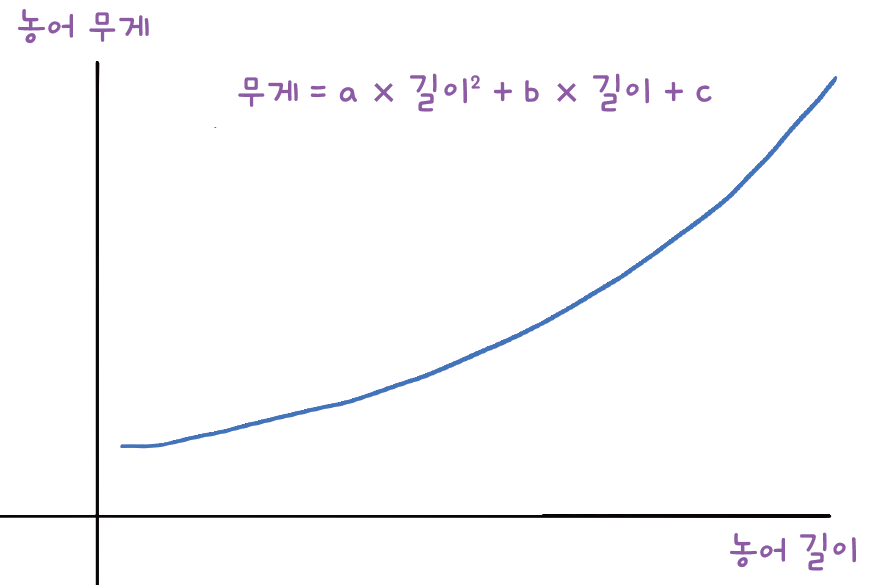 농어 무게
무게 = a × 길이² + b × 길이 + c
농어 길이